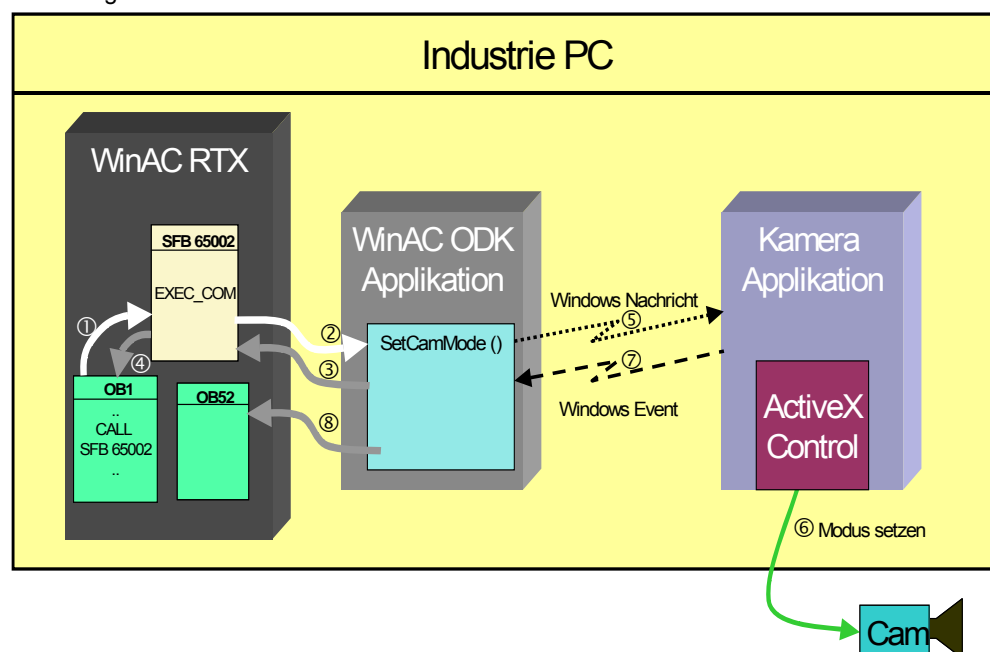 Industrie PC
WinAC RTX
SFB 65002
EXEC_COM
①
④
OB1
..
CALL
SFB 65002
..
OB52
WinAC ODK
Applikation
②
SetCamMode ()
③
⑧
Windows Nachricht
⑤
⑦
Windows Event
Kamera
Applikation
ActiveX
Control
⑥ Modus setzen
Cam